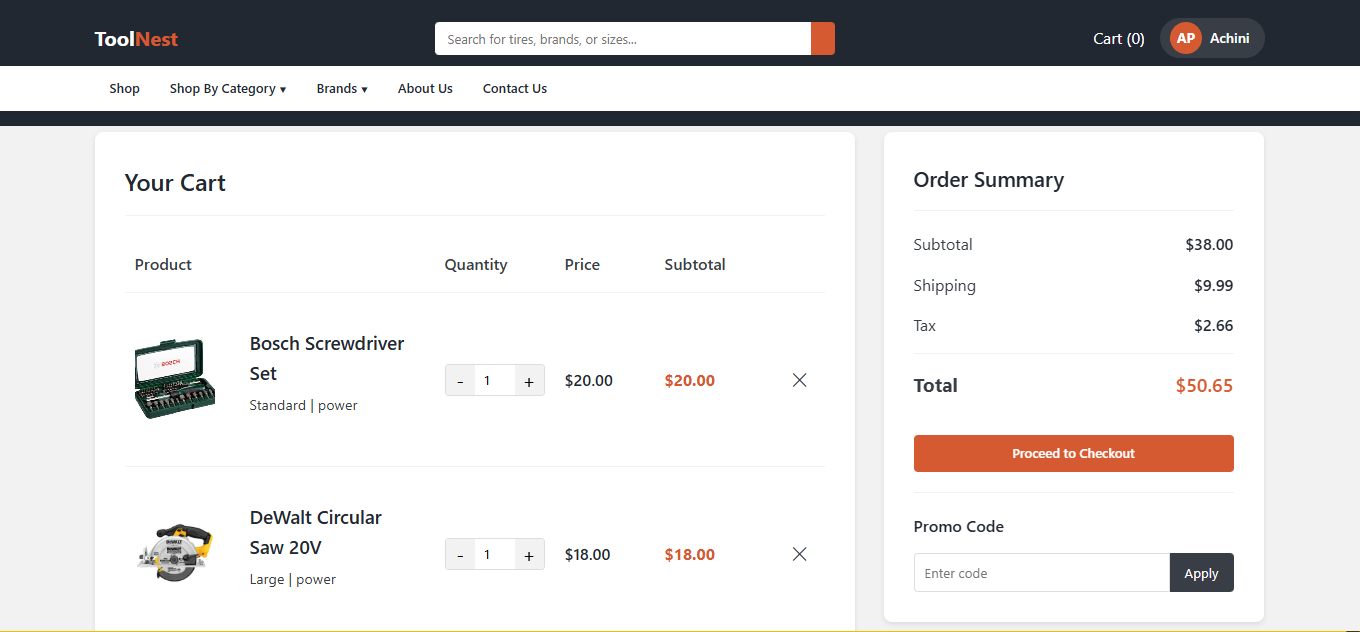 ToolNest
Search for tires, brands, or sizes...
Cart (0)
AP Achini
Shop
Shop By Category ▾
Brands ▾
About Us
Contact Us
Your Cart
Product Quantity Price Subtotal
BOSCH
Bosch Screwdriver
Set
Standard | power
- 1 + $20.00 $20.00
DeWalt Circular
Saw 20V
Large | power
- 1 + $18.00 $18.00
Order Summary
Subtotal $38.00
Shipping $9.99
Tax $2.66
Total $50.65
Proceed to Checkout
Promo Code
Enter code Apply